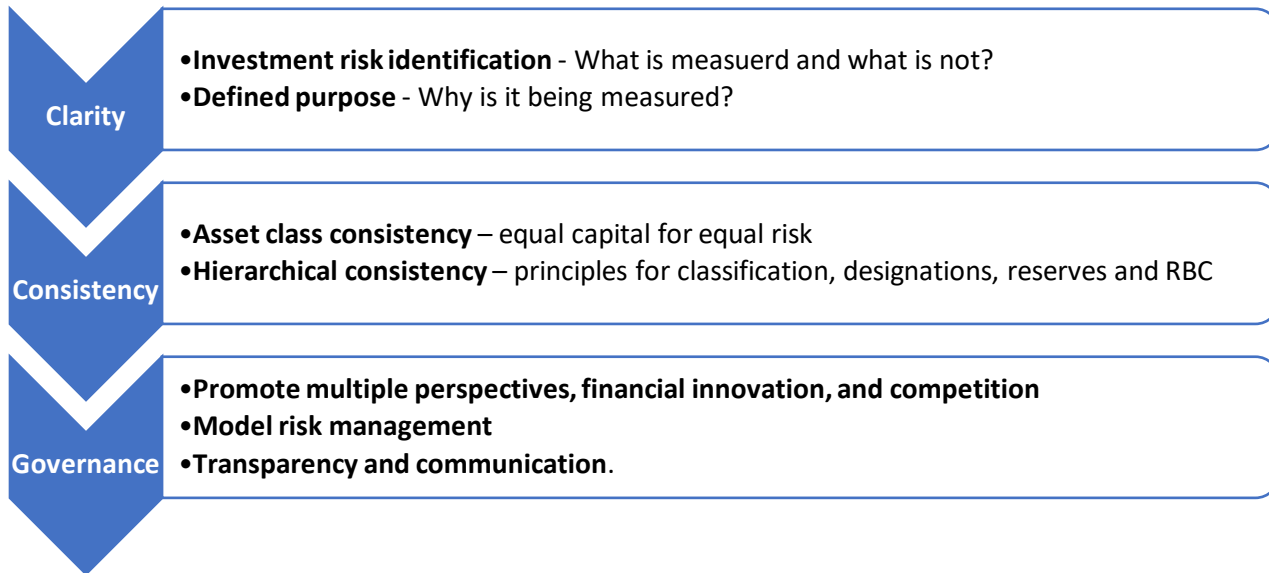 Clarity
•Investment risk identification - What is measuerd and what is not?
•Defined purpose - Why is it being measured?
Consistency
•Asset class consistency – equal capital for equal risk
•Hierarchical consistency – principles for classification, designations, reserves and RBC
Governance
•Promote multiple perspectives, financial innovation, and competition
•Model risk management
•Transparency and communication.